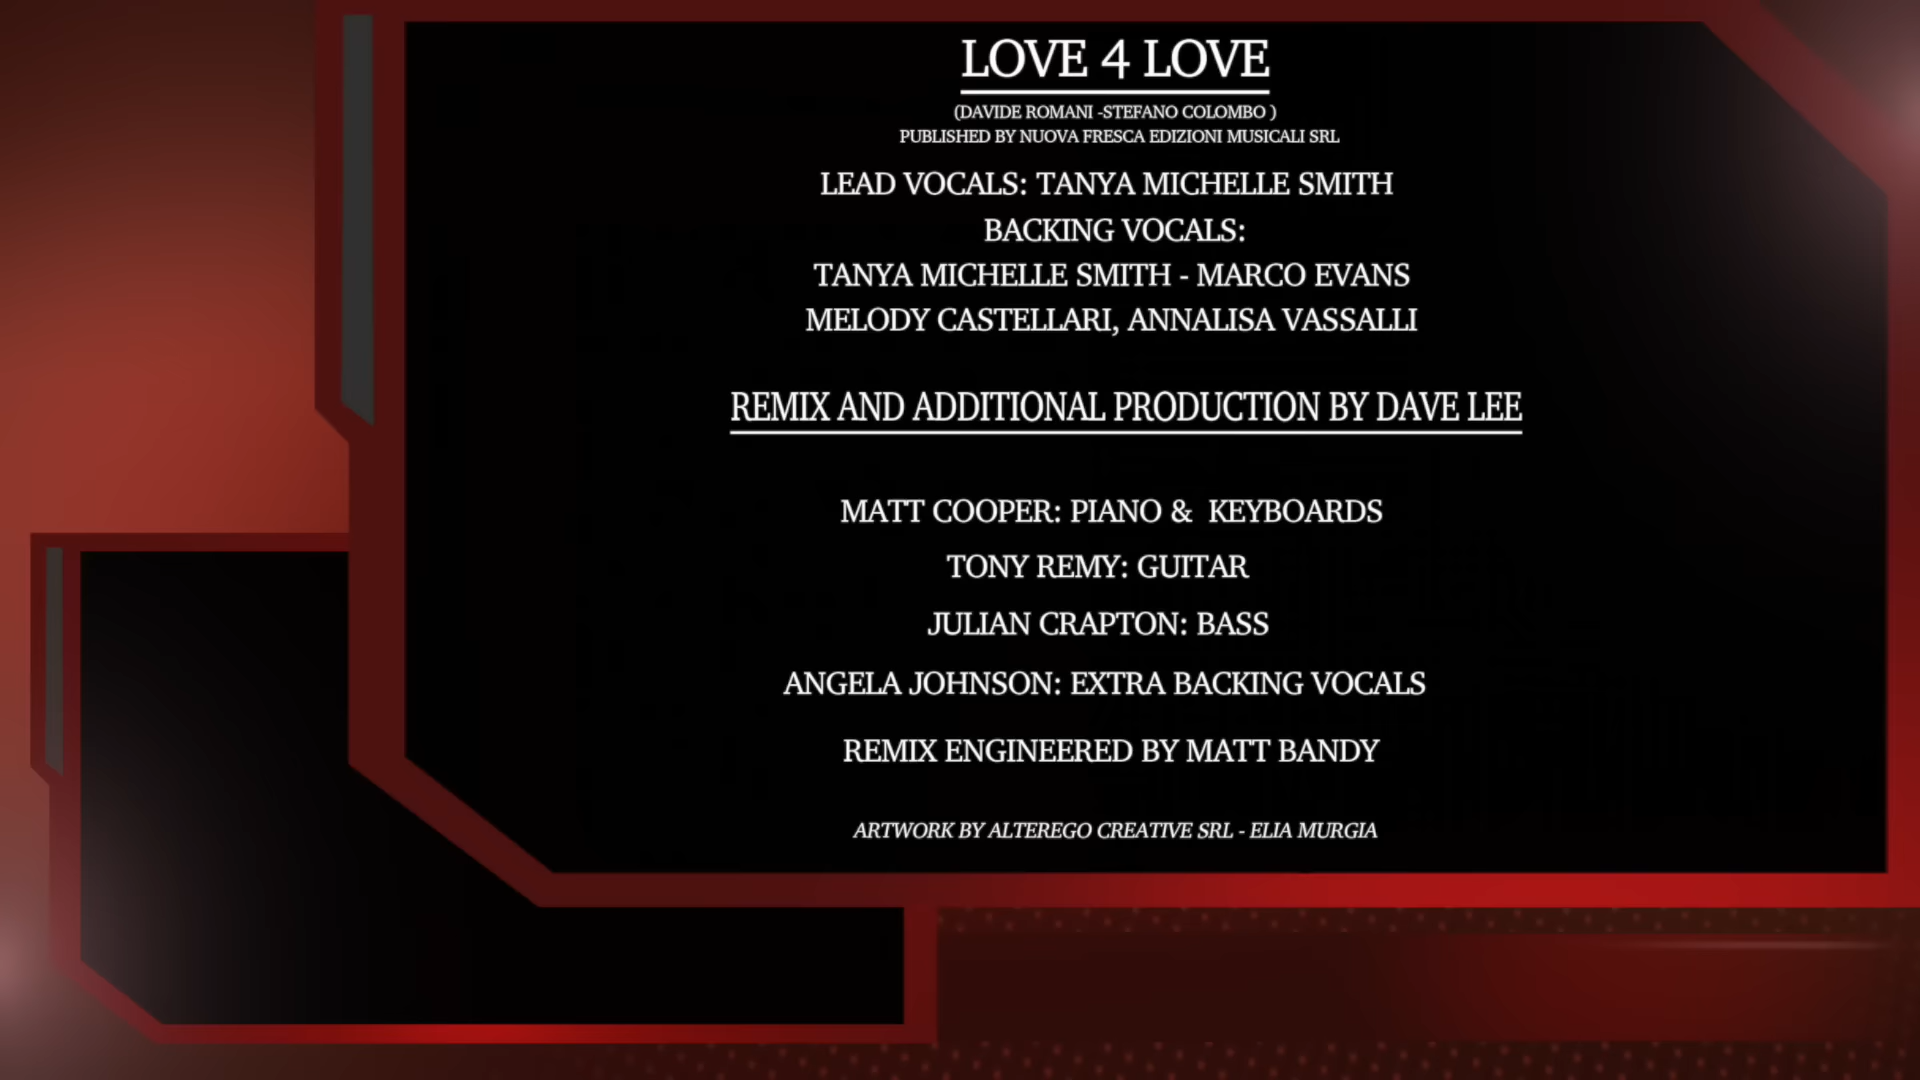 LOVE 4 LOVE
(DAVIDE ROMANI -STEFANO COLOMBO )
PUBLISHED BY NUOVA FRESCA EDIZIONI MUSICALI SRL
LEAD VOCALS: TANYA MICHELLE SMITH
BACKING VOCALS:
TANYA MICHELLE SMITH - MARCO EVANS
MELODY CASTELLARI, ANNALISA VASSALLI
REMIX AND ADDITIONAL PRODUCTION BY DAVE LEE
MATT COOPER: PIANO & KEYBOARDS
TONY REMY: GUITAR
JULIAN CRAPTON: BASS
ANGELA JOHNSON: EXTRA BACKING VOCALS
REMIX ENGINEERED BY MATT BANDY
ARTWORK BY ALTEREGO CREATIVE SRL - ELIA MURGIA